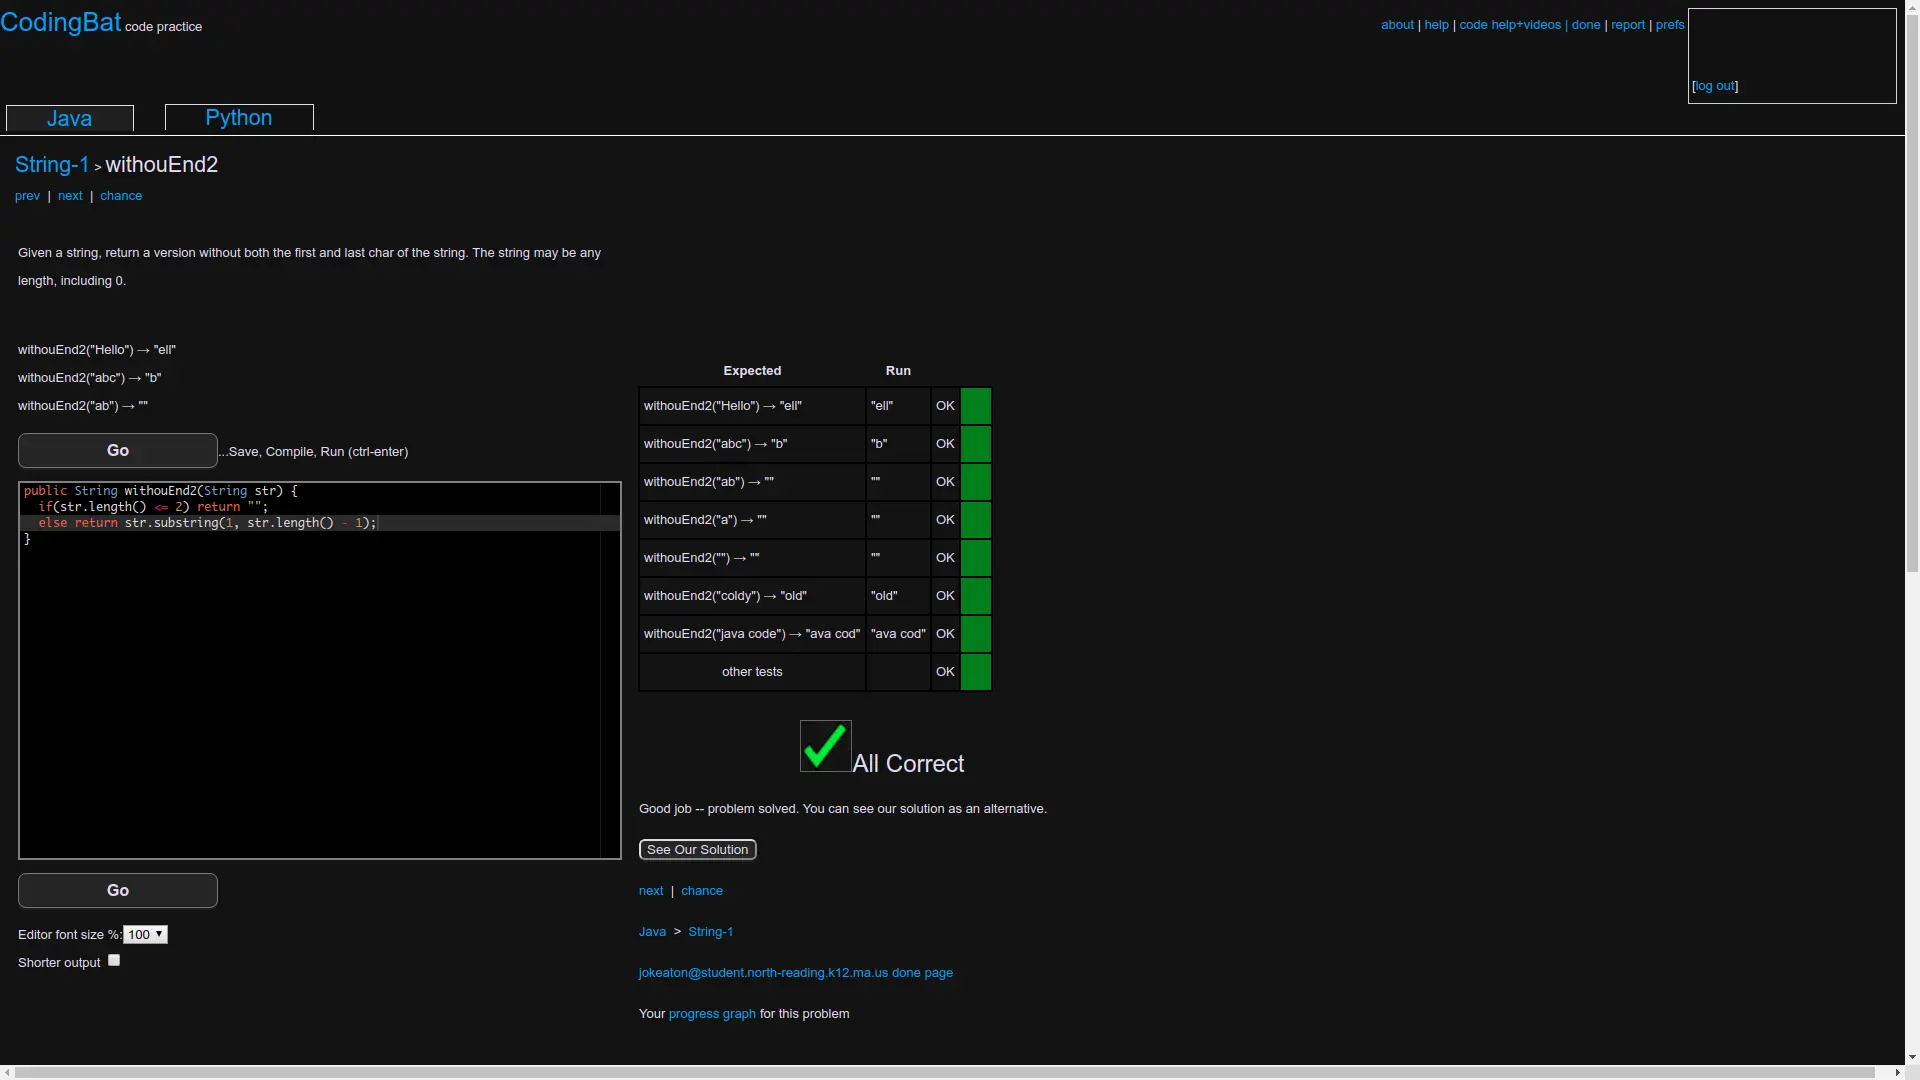 CodingBat code practice
about | help | code help+videos | done | report | prefs
[log out]
Java
Python
String-1 > withouEnd2
prev | next | chance
Given a string, return a version without both the first and last char of the string. The string may be any
length, including 0.
withouEnd2("Hello") → "ell"
withouEnd2("abc") → "b"
withouEnd2("ab") → ""
Go
...Save, Compile, Run (ctrl-enter)
public String withouEnd2(String str) {
  if(str.length() <= 2) return "";
  else return str.substring(1, str.length() - 1);
}
Go
Editor font size %: 100
Shorter output
Expected Run
withouEnd2("Hello") → "ell" "ell" OK
withouEnd2("abc") → "b" "b" OK
withouEnd2("ab") → "" "" OK
withouEnd2("a") → "" "" OK
withouEnd2("") → "" "" OK
withouEnd2("coldy") → "old" "old" OK
withouEnd2("java code") → "ava cod" "ava cod" OK
other tests OK
All Correct
Good job -- problem solved. You can see our solution as an alternative.
See Our Solution
next | chance
Java > String-1
jokeaton@student.north-reading.k12.ma.us done page
Your progress graph for this problem